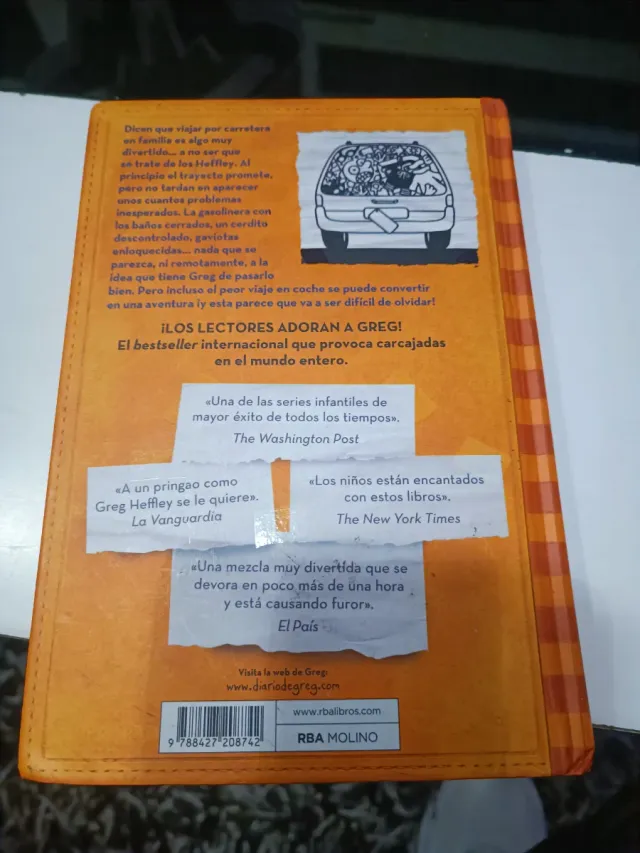 Dicen que viajar por carretera
en familia es algo muy
divertido... a no ser que
se trate de los Heffley. Al
principio el trayecto promete,
pero no tardan en aparecer
unos cuantos problemas
inesperados. La gasolinera con
los baños cerrados, un cerdito
descontrolado, gaviotas
enloquecidas... nada que se
parezca, ni remotamente, a la
idea que tiene Greg de pasarlo
bien. Pero incluso el peor viaje en coche se puede convertir
en una aventura ¡y esta parece que va a ser difícil de olvidar!
¡LOS LECTORES ADORAN A GREG!
El bestseller internacional que provoca carcajadas
en el mundo entero.
«Una de las series infantiles de
mayor éxito de todos los tiempos».
The Washington Post
«A un pringao como
Greg Heffley se le quiere».
La Vanguardia
«Los niños están encantados
con estos libros».
The New York Times
«Una mezcla muy divertida que se
devora en poco más de una hora
y está causando furor».
El País
Visita la web de Greg:
www.diariodegreg.com
www.rbalibros.com
RBA MOLINO
9 788427 208742